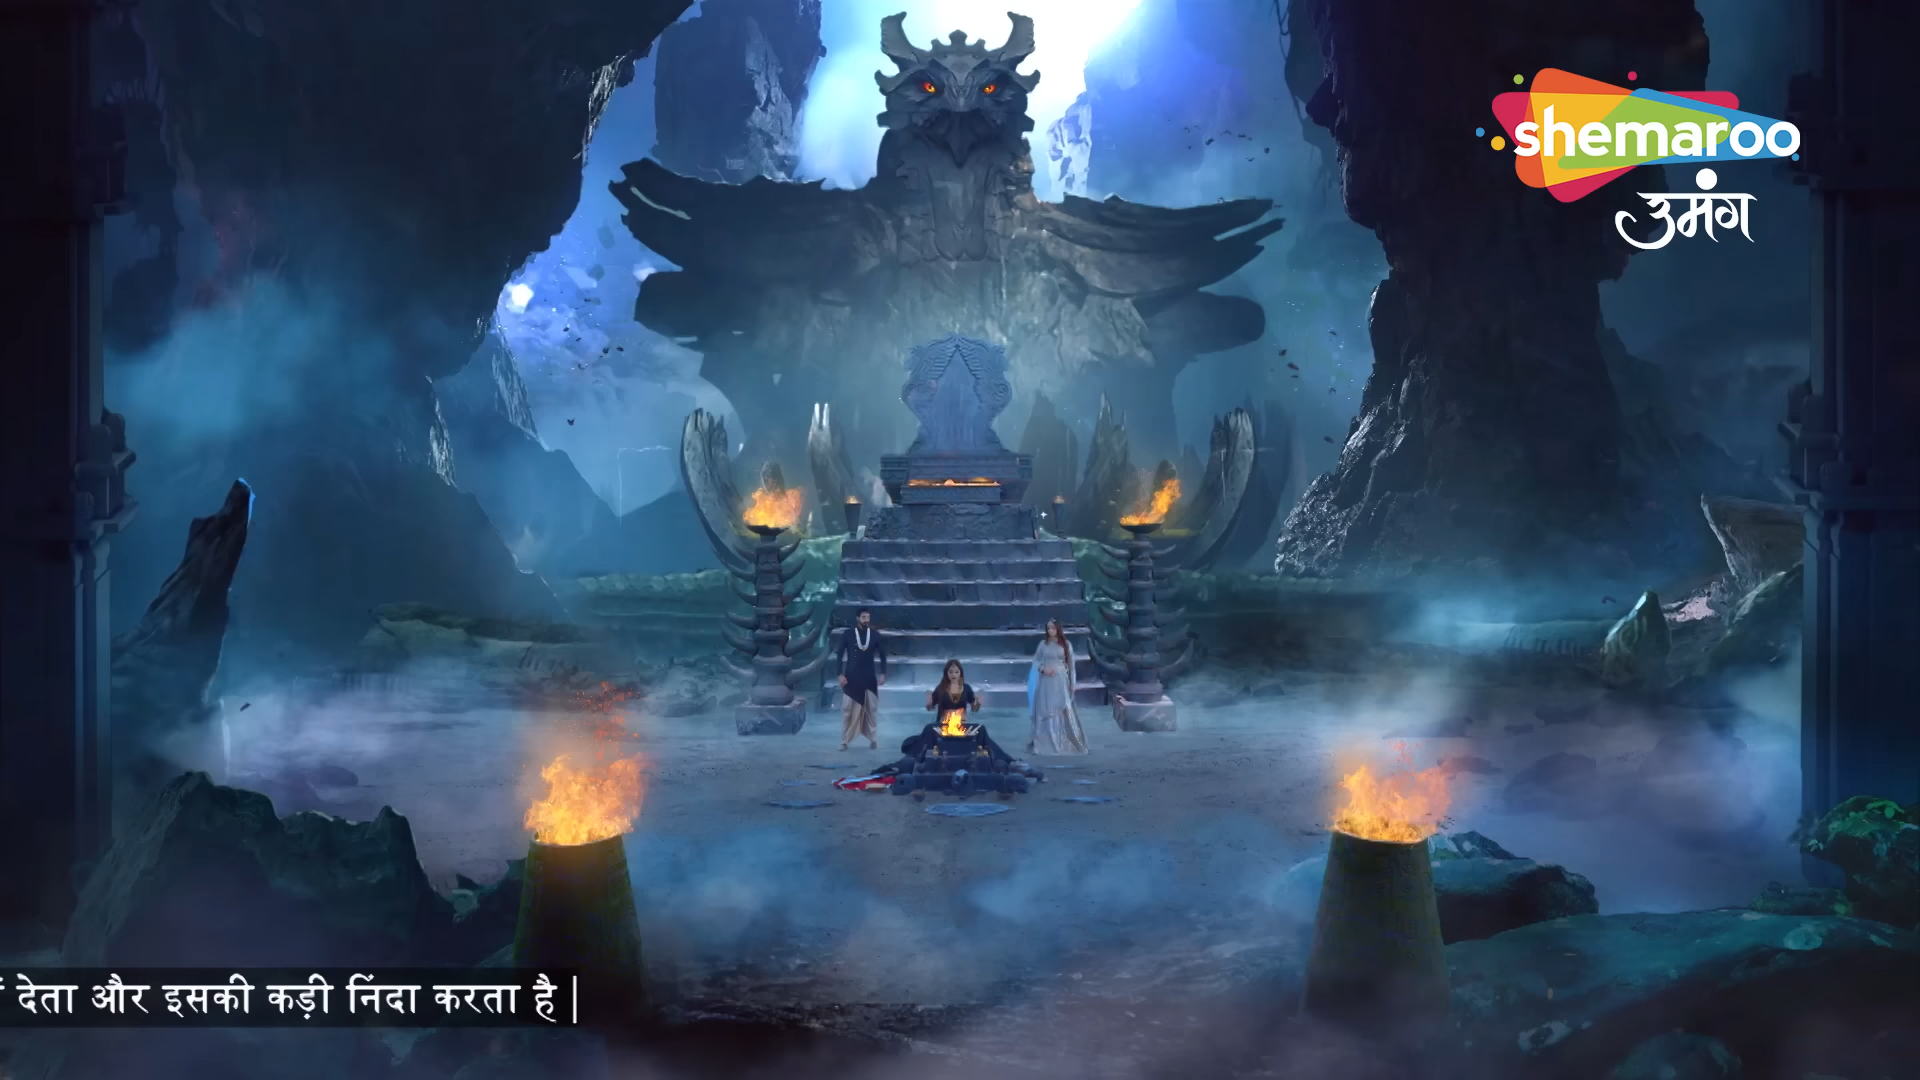 shemaroo
उमंग
देता और इसकी कड़ी निंदा करता है |